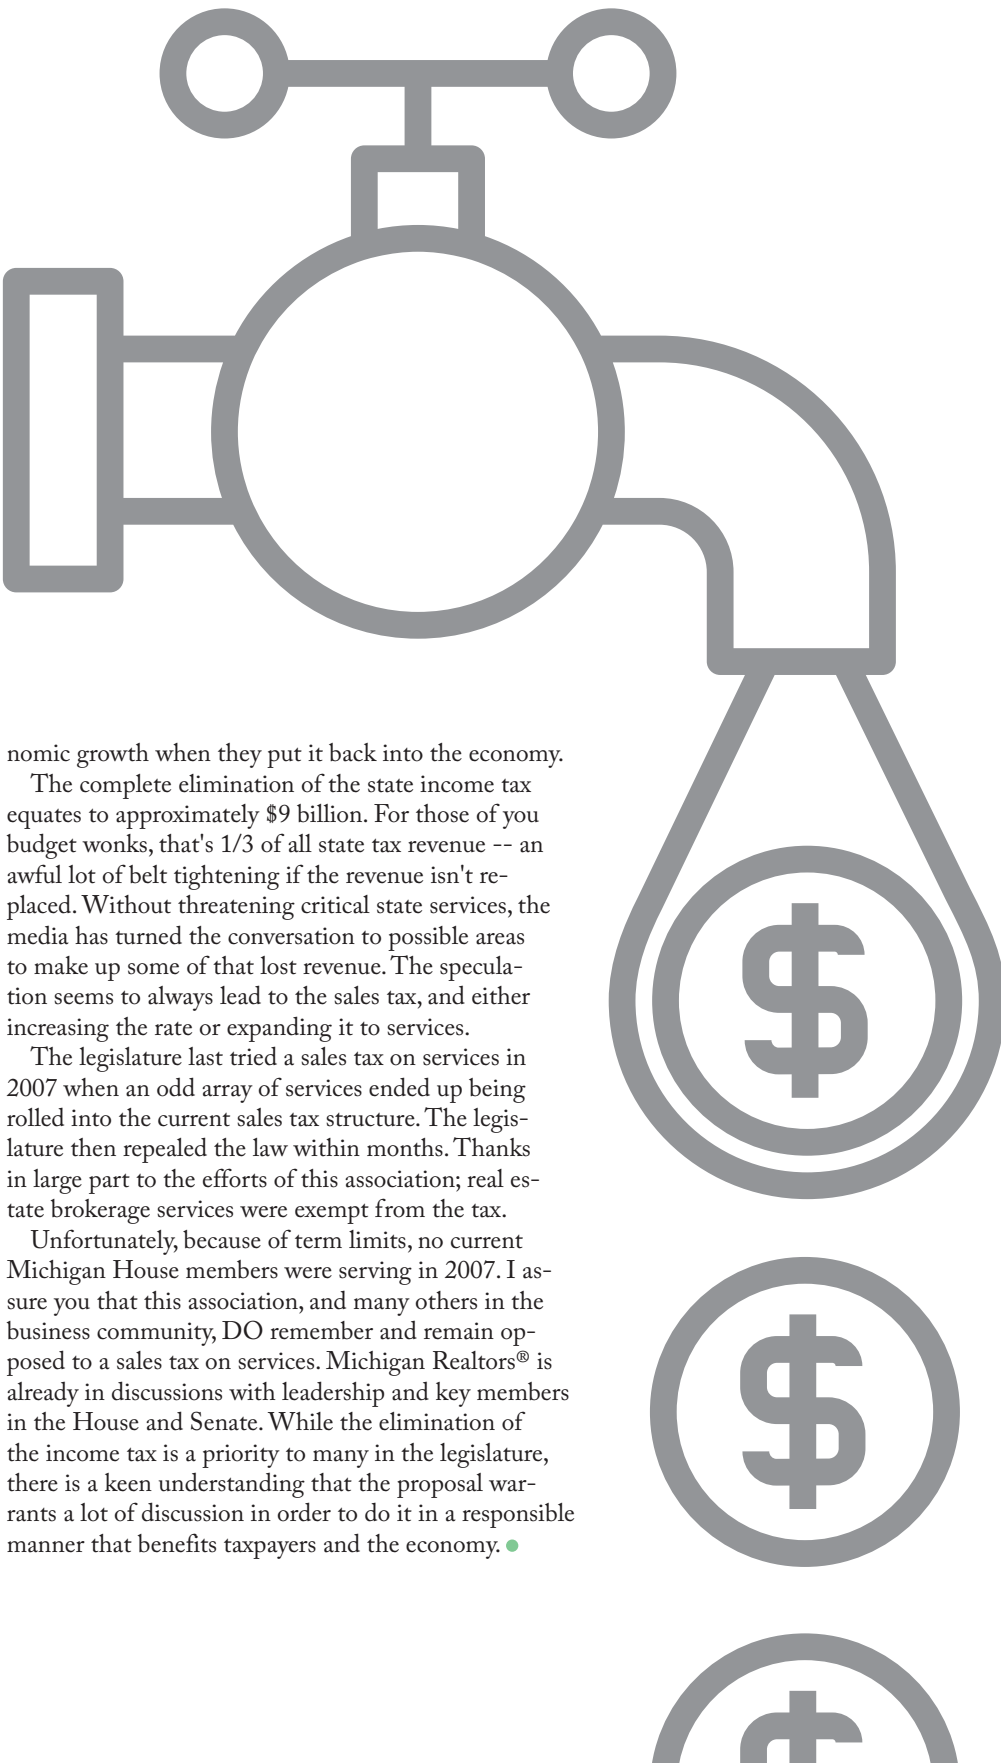 nomic growth when they put it back into the economy.
The complete elimination of the state income tax
equates to approximately $9 billion. For those of you
budget wonks, that's 1/3 of all state tax revenue -- an
awful lot of belt tightening if the revenue isn't re-
placed. Without threatening critical state services, the
media has turned the conversation to possible areas
to make up some of that lost revenue. The specula-
tion seems to always lead to the sales tax, and either
increasing the rate or expanding it to services.
The legislature last tried a sales tax on services in
2007 when an odd array of services ended up being
rolled into the current sales tax structure. The legis-
lature then repealed the law within months. Thanks
in large part to the efforts of this association; real es-
tate brokerage services were exempt from the tax.
Unfortunately, because of term limits, no current
Michigan House members were serving in 2007. I as-
sure you that this association, and many others in the
business community, DO remember and remain op-
posed to a sales tax on services. Michigan Realtors® is
already in discussions with leadership and key members
in the House and Senate. While the elimination of
the income tax is a priority to many in the legislature,
there is a keen understanding that the proposal war-
rants a lot of discussion in order to do it in a responsible
manner that benefits taxpayers and the economy.
$
$
$